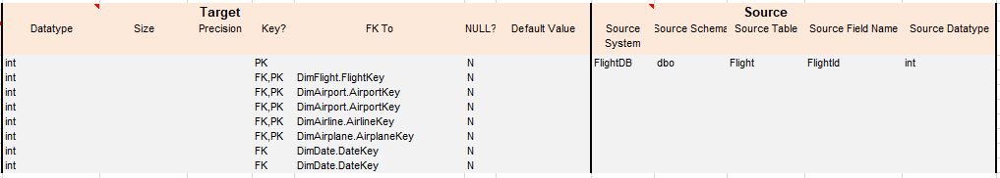 Target Source
Datatype Size Precision Key? FK To NULL? Default Value Source System Source Schema Source Table Source Field Name Source Datatype
int PK N FlightDB dbo Flight FlightId int
int FK,PK DimFlight.FlightKey N
int FK,PK DimAirport.AirportKey N
int FK,PK DimAirport.AirportKey N
int FK,PK DimAirline.AirlineKey N
int FK,PK DimAirplane.AirplaneKey N
int FK DimDate.DateKey N
int FK DimDate.DateKey N